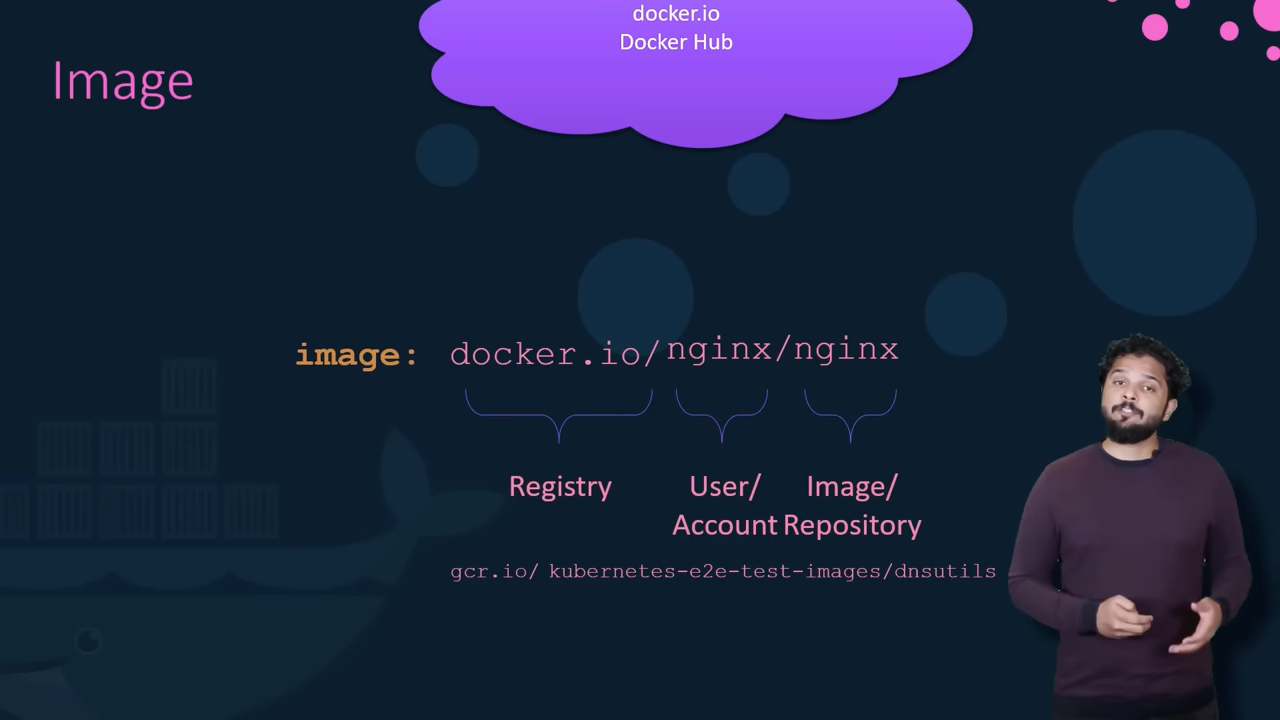 docker.io
Docker Hub
Image
image: docker.io/nginx/nginx
Registry
User/
Account
Image/
Repository
gcr.io/ kubernetes-e2e-test-images/dnsutils